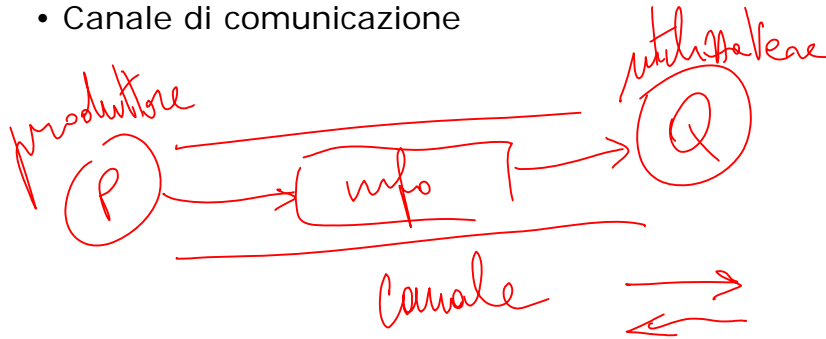 • Canale di comunicazione
utilizzatore
produttore
P
info
Q
Canale